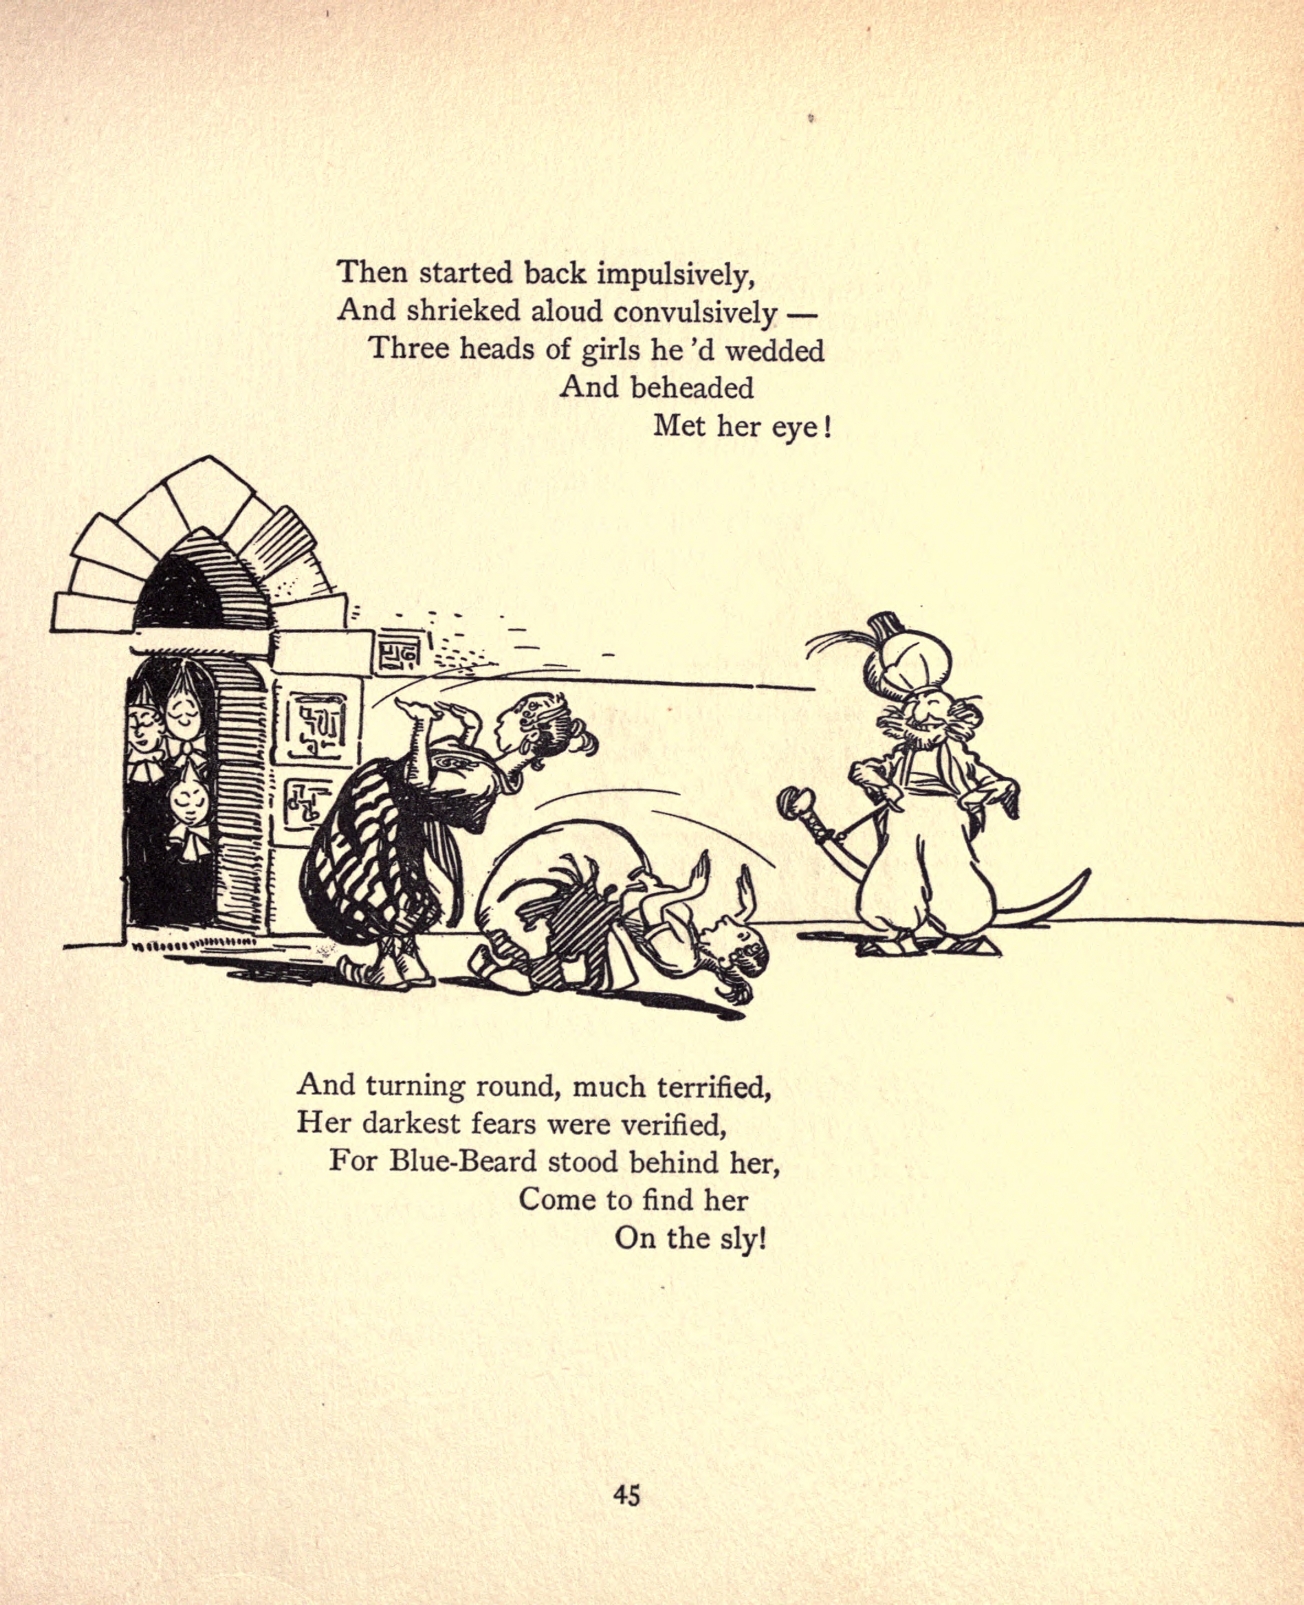 Then started back impulsively,
And shrieked aloud convulsively —
Three heads of girls he 'd wedded
And beheaded
Met her eye!
And turning round, much terrified,
Her darkest fears were verified,
For Blue-Beard stood behind her,
Come to find her
On the sly!
45